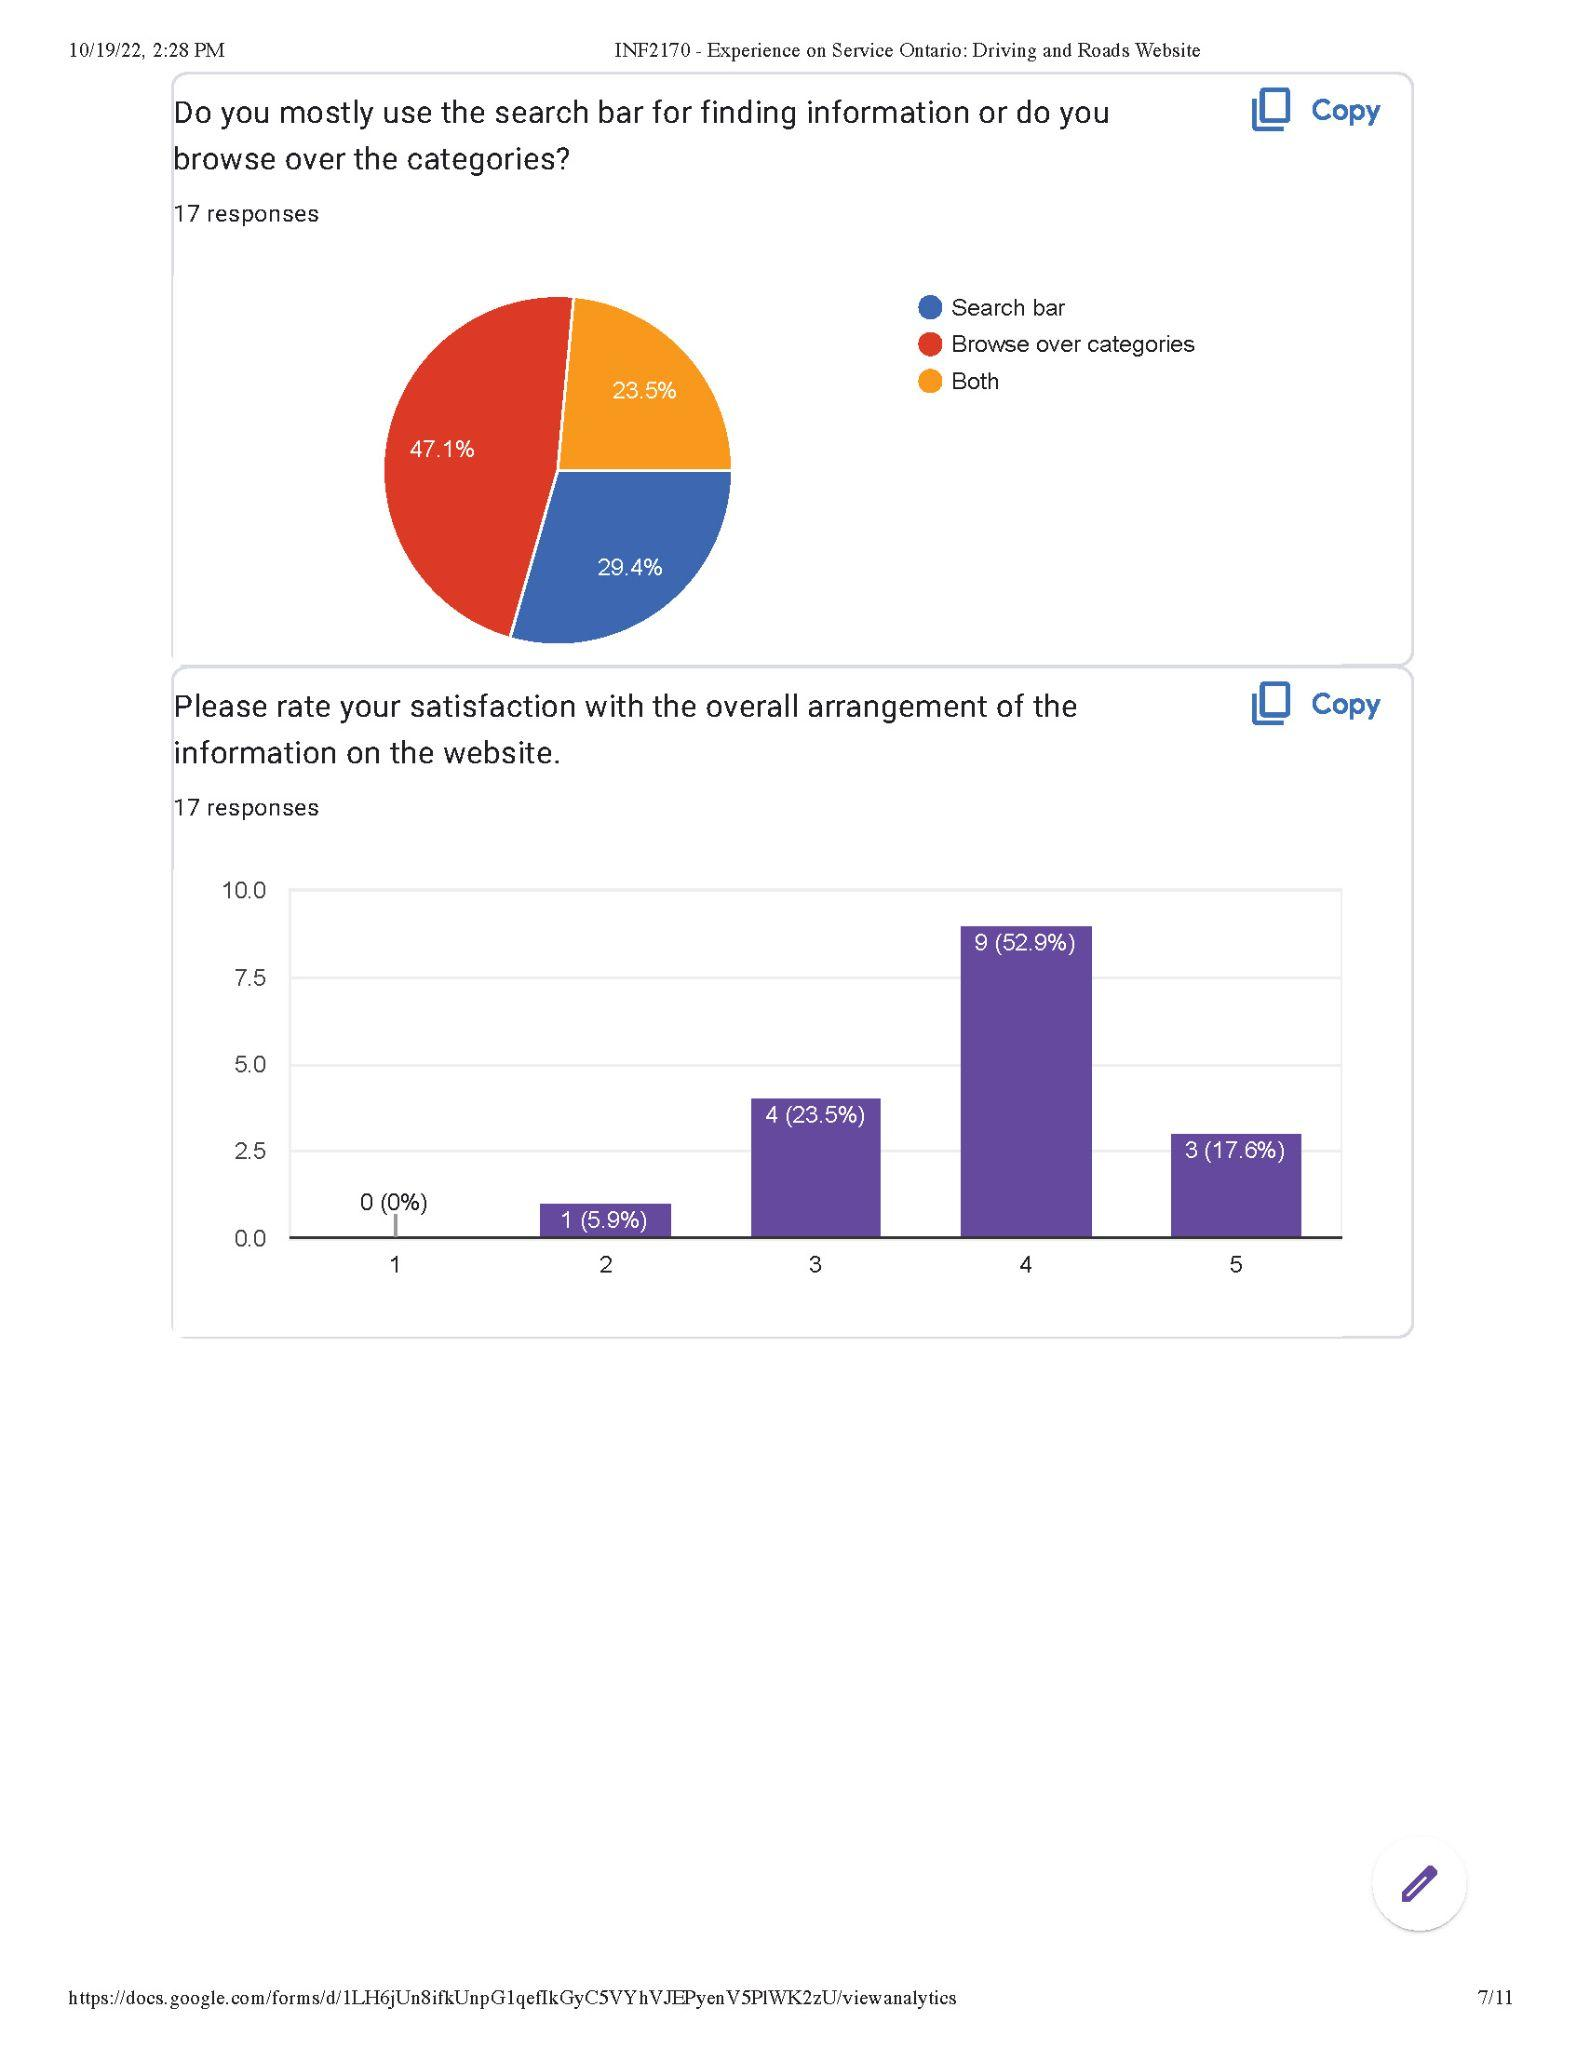 10/19/22, 2:28 PM
INF2170 - Experience on Service Ontario: Driving and Roads Website
Do you mostly use the search bar for finding information or do you
browse over the categories?
Copy
17 responses
Search bar
Browse over categories
Both
23.5%
47.1%
29.4%
Please rate your satisfaction with the overall arrangement of the
information on the website.
Copy
17 responses
10.0
7.5
5.0
2.5
0.0
0 (0%)
1 (5.9%)
4 (23.5%)
9 (52.9%)
3 (17.6%)
1 2 3 4 5
https://docs.google.com/forms/d/1LH6jUn8ifkUnpG1qefIkGyC5VYhVJEPyenV5PlWK2zU/viewanalytics
7/11